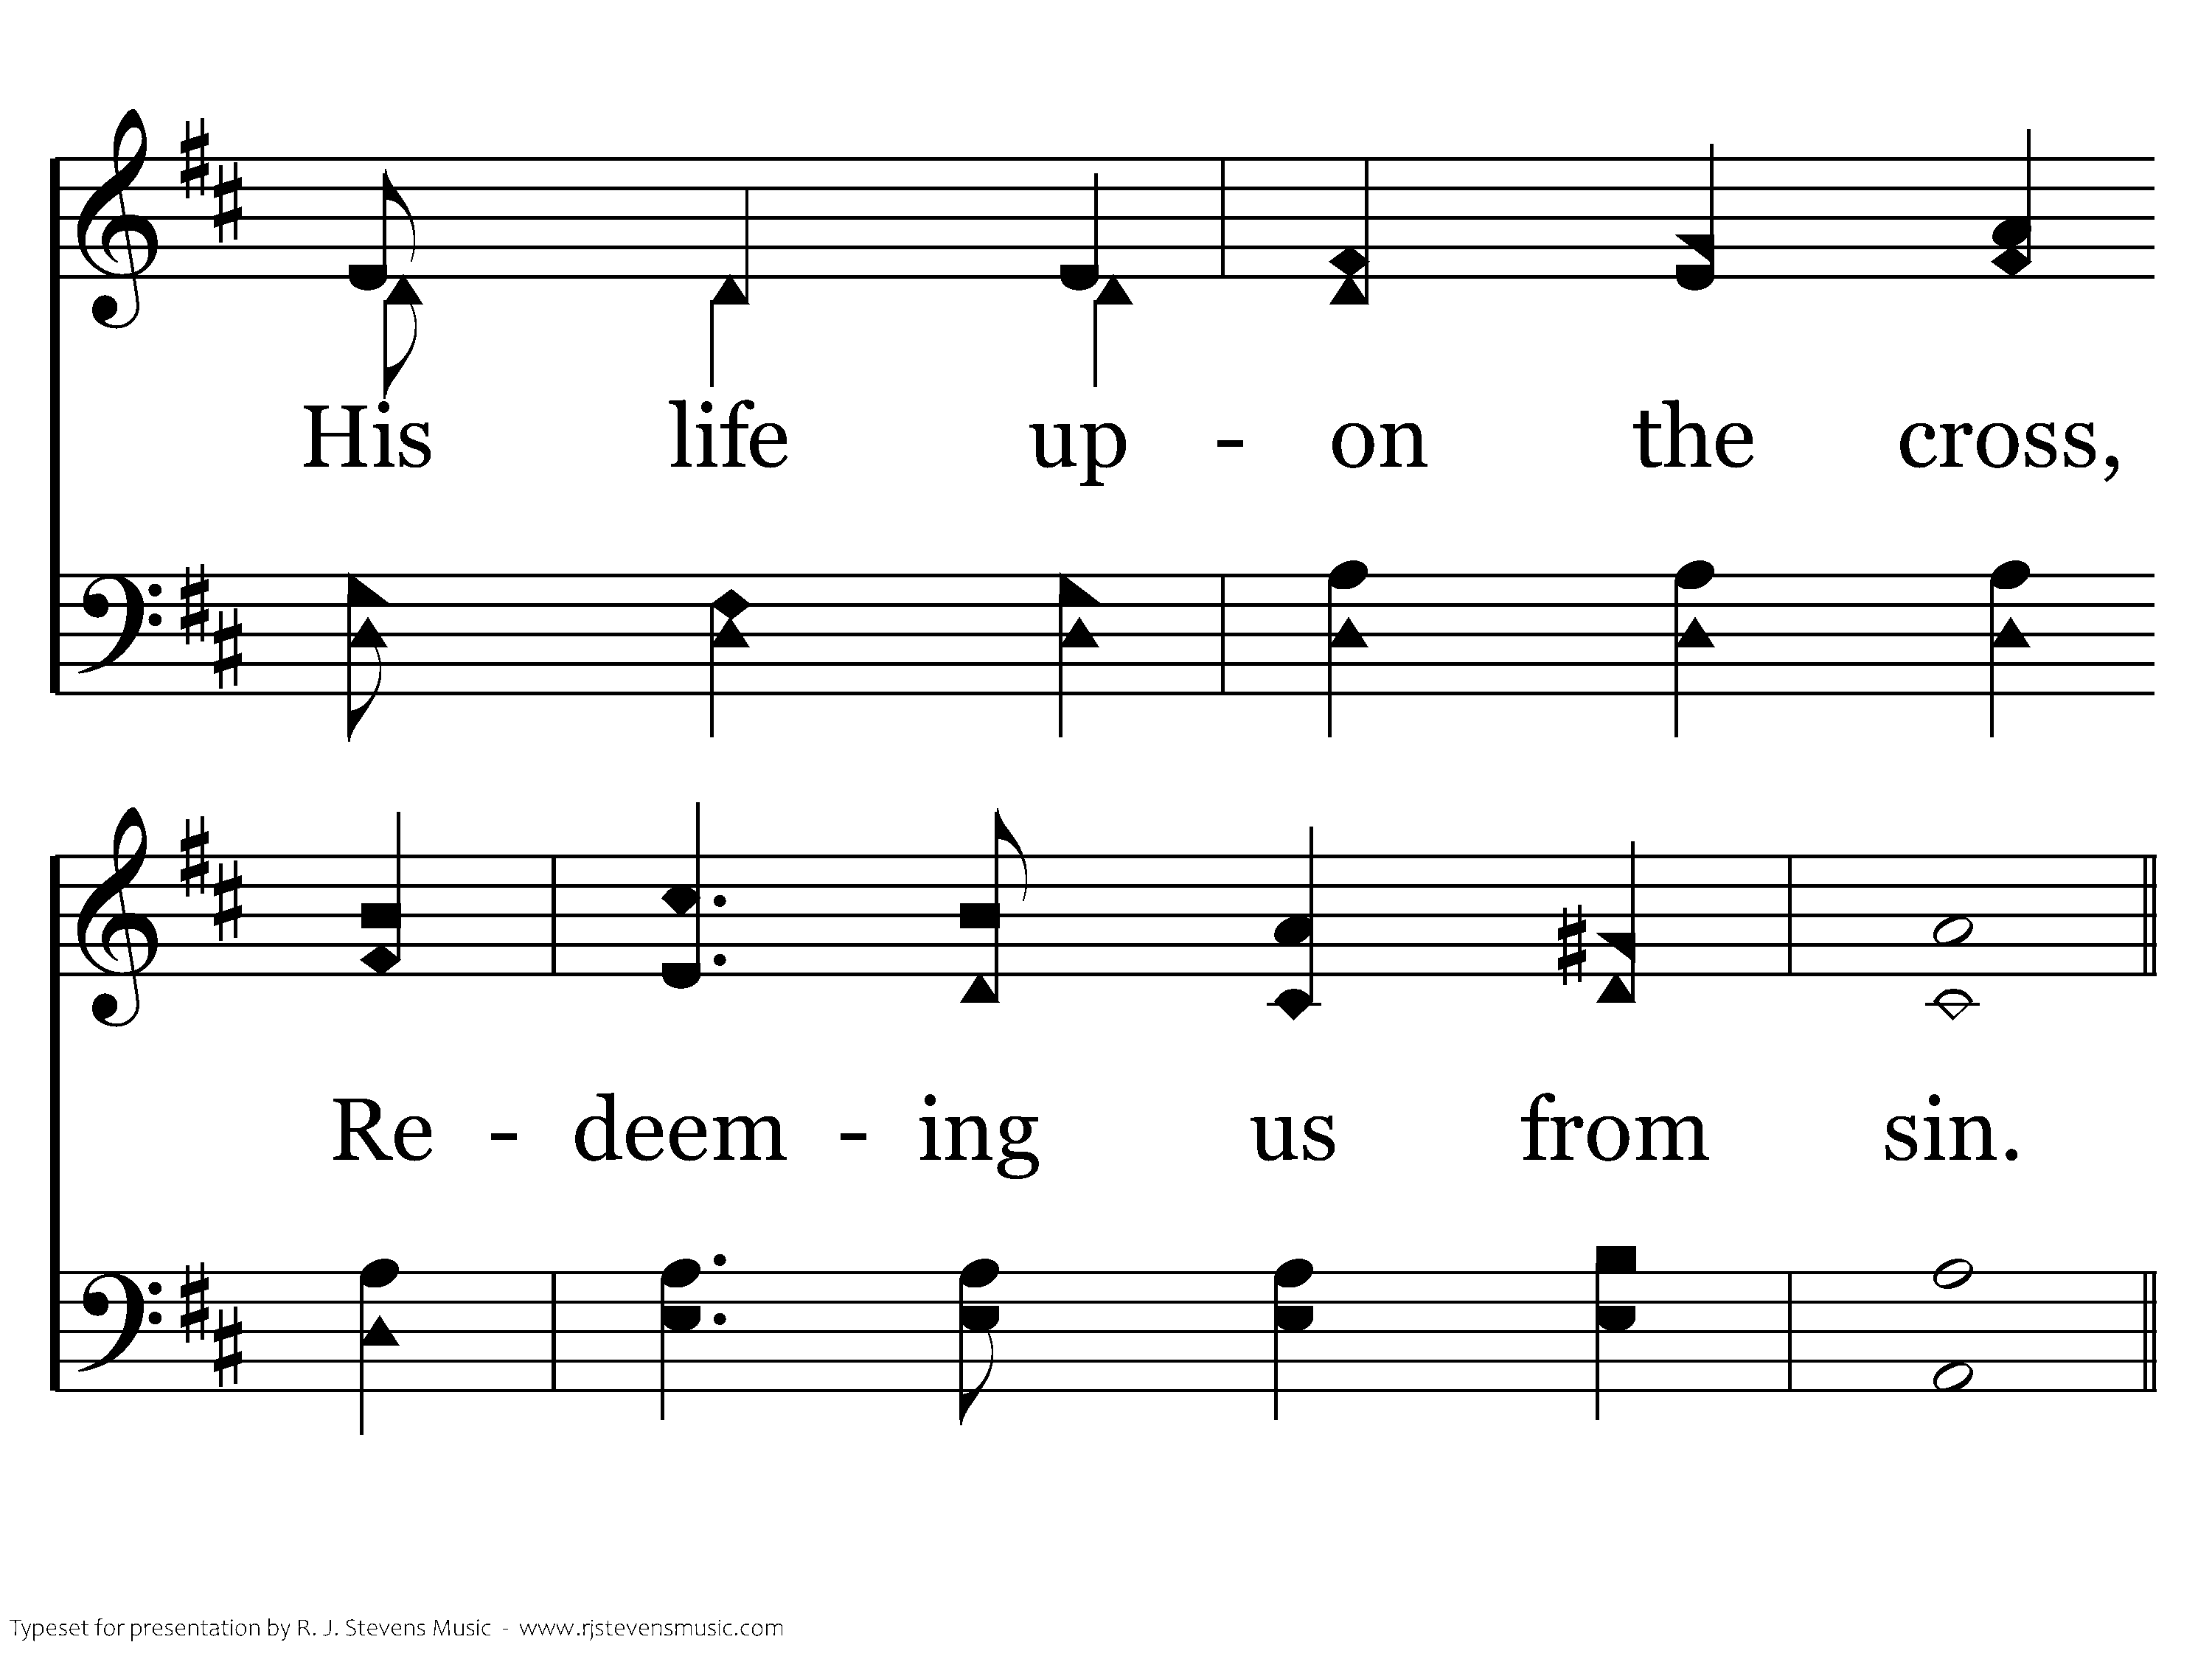 His life up - on the cross,
Re - deem - ing us from sin.
Typeset for presentation by R. J. Stevens Music - www.rjstevensmusic.com